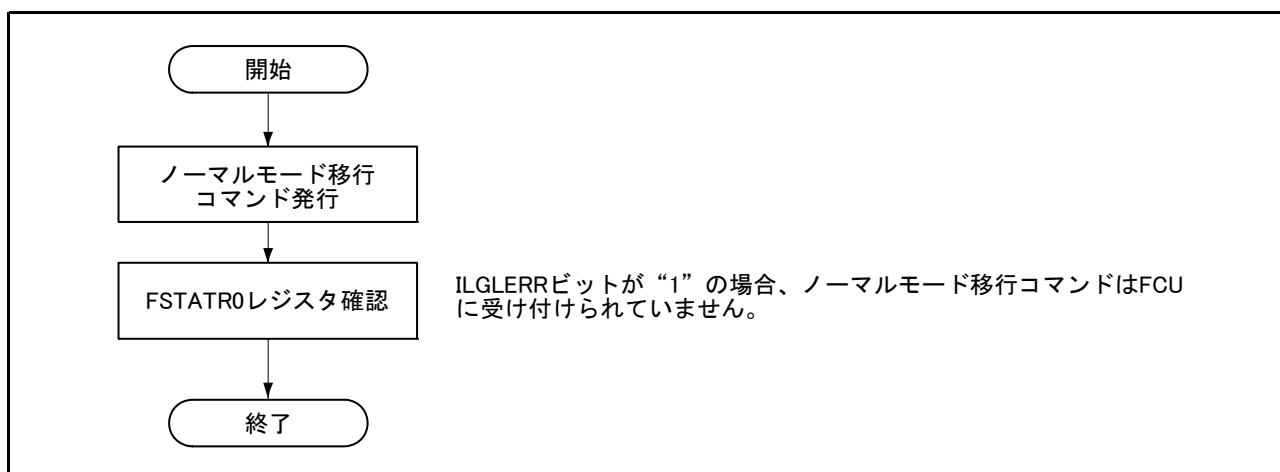 開始
ノーマルモード移行
コマンド発行
FSTATR0レジスタ確認
ILGLERRビットが“1”の場合、ノーマルモード移行コマンドはFCU
に受け付けられていません。
終了